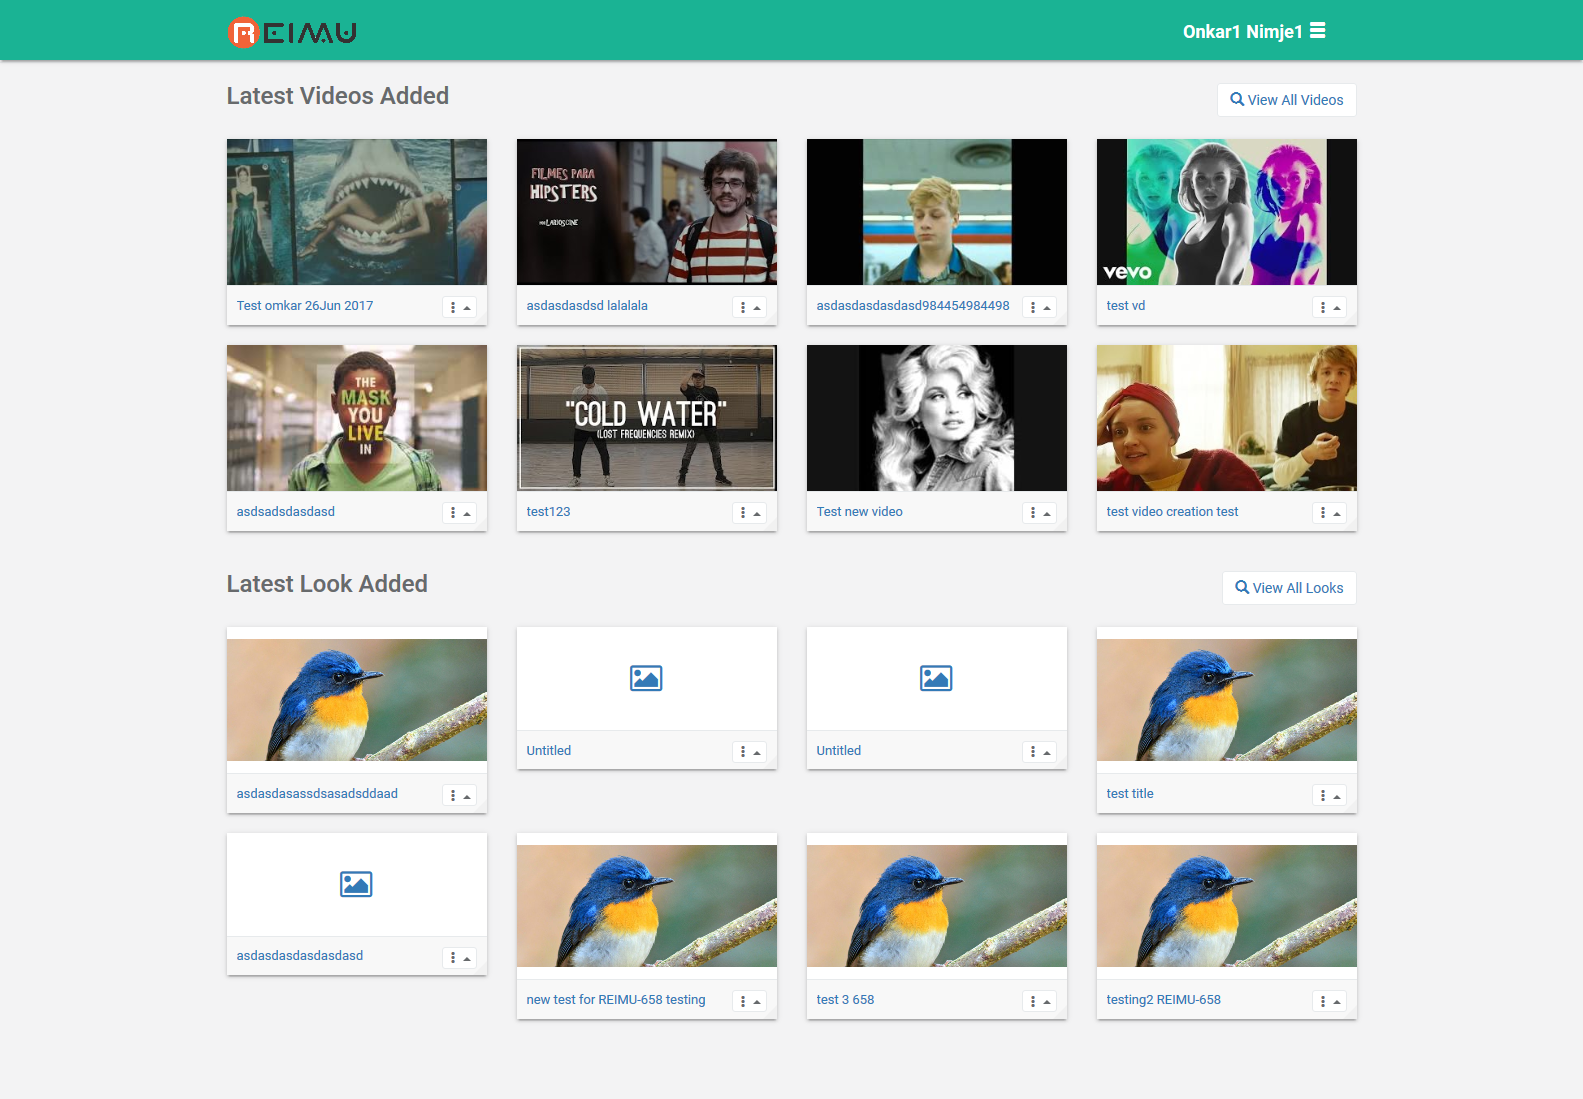 REIMU
Onkar1 Nimje1
Latest Videos Added
View All Videos
FILMES PARA
HIPSTERS
POR LARIOSCINE
vevo
Test omkar 26Jun 2017
asdasdasdsd lalalala
asdasdasdasdasd984454984498
test vd
THE
MASK
YOU
LIVE
IN
"COLD WATER"
(LOST FREQUENCIES REMIX)
asdsadsdasdasd
test123
Test new video
test video creation test
Latest Look Added
View All Looks
Untitled
Untitled
asdasdasassdsasadsddaad
test title
asdasdasdasdasdasd
new test for REIMU-658 testing
test 3 658
testing2 REIMU-658